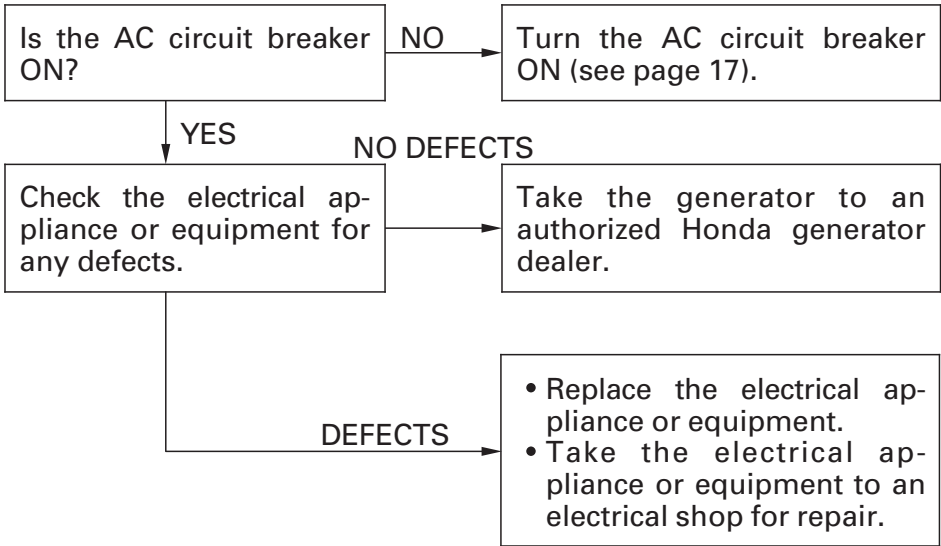 Is the AC circuit breaker
ON?
NO
Turn the AC circuit breaker
ON (see page 17).
YES
NO DEFECTS
Check the electrical ap-
pliance or equipment for
any defects.
Take the generator to an
authorized Honda generator
dealer.
DEFECTS
• Replace the electrical ap-
pliance or equipment.
• Take the electrical ap-
pliance or equipment to an
electrical shop for repair.